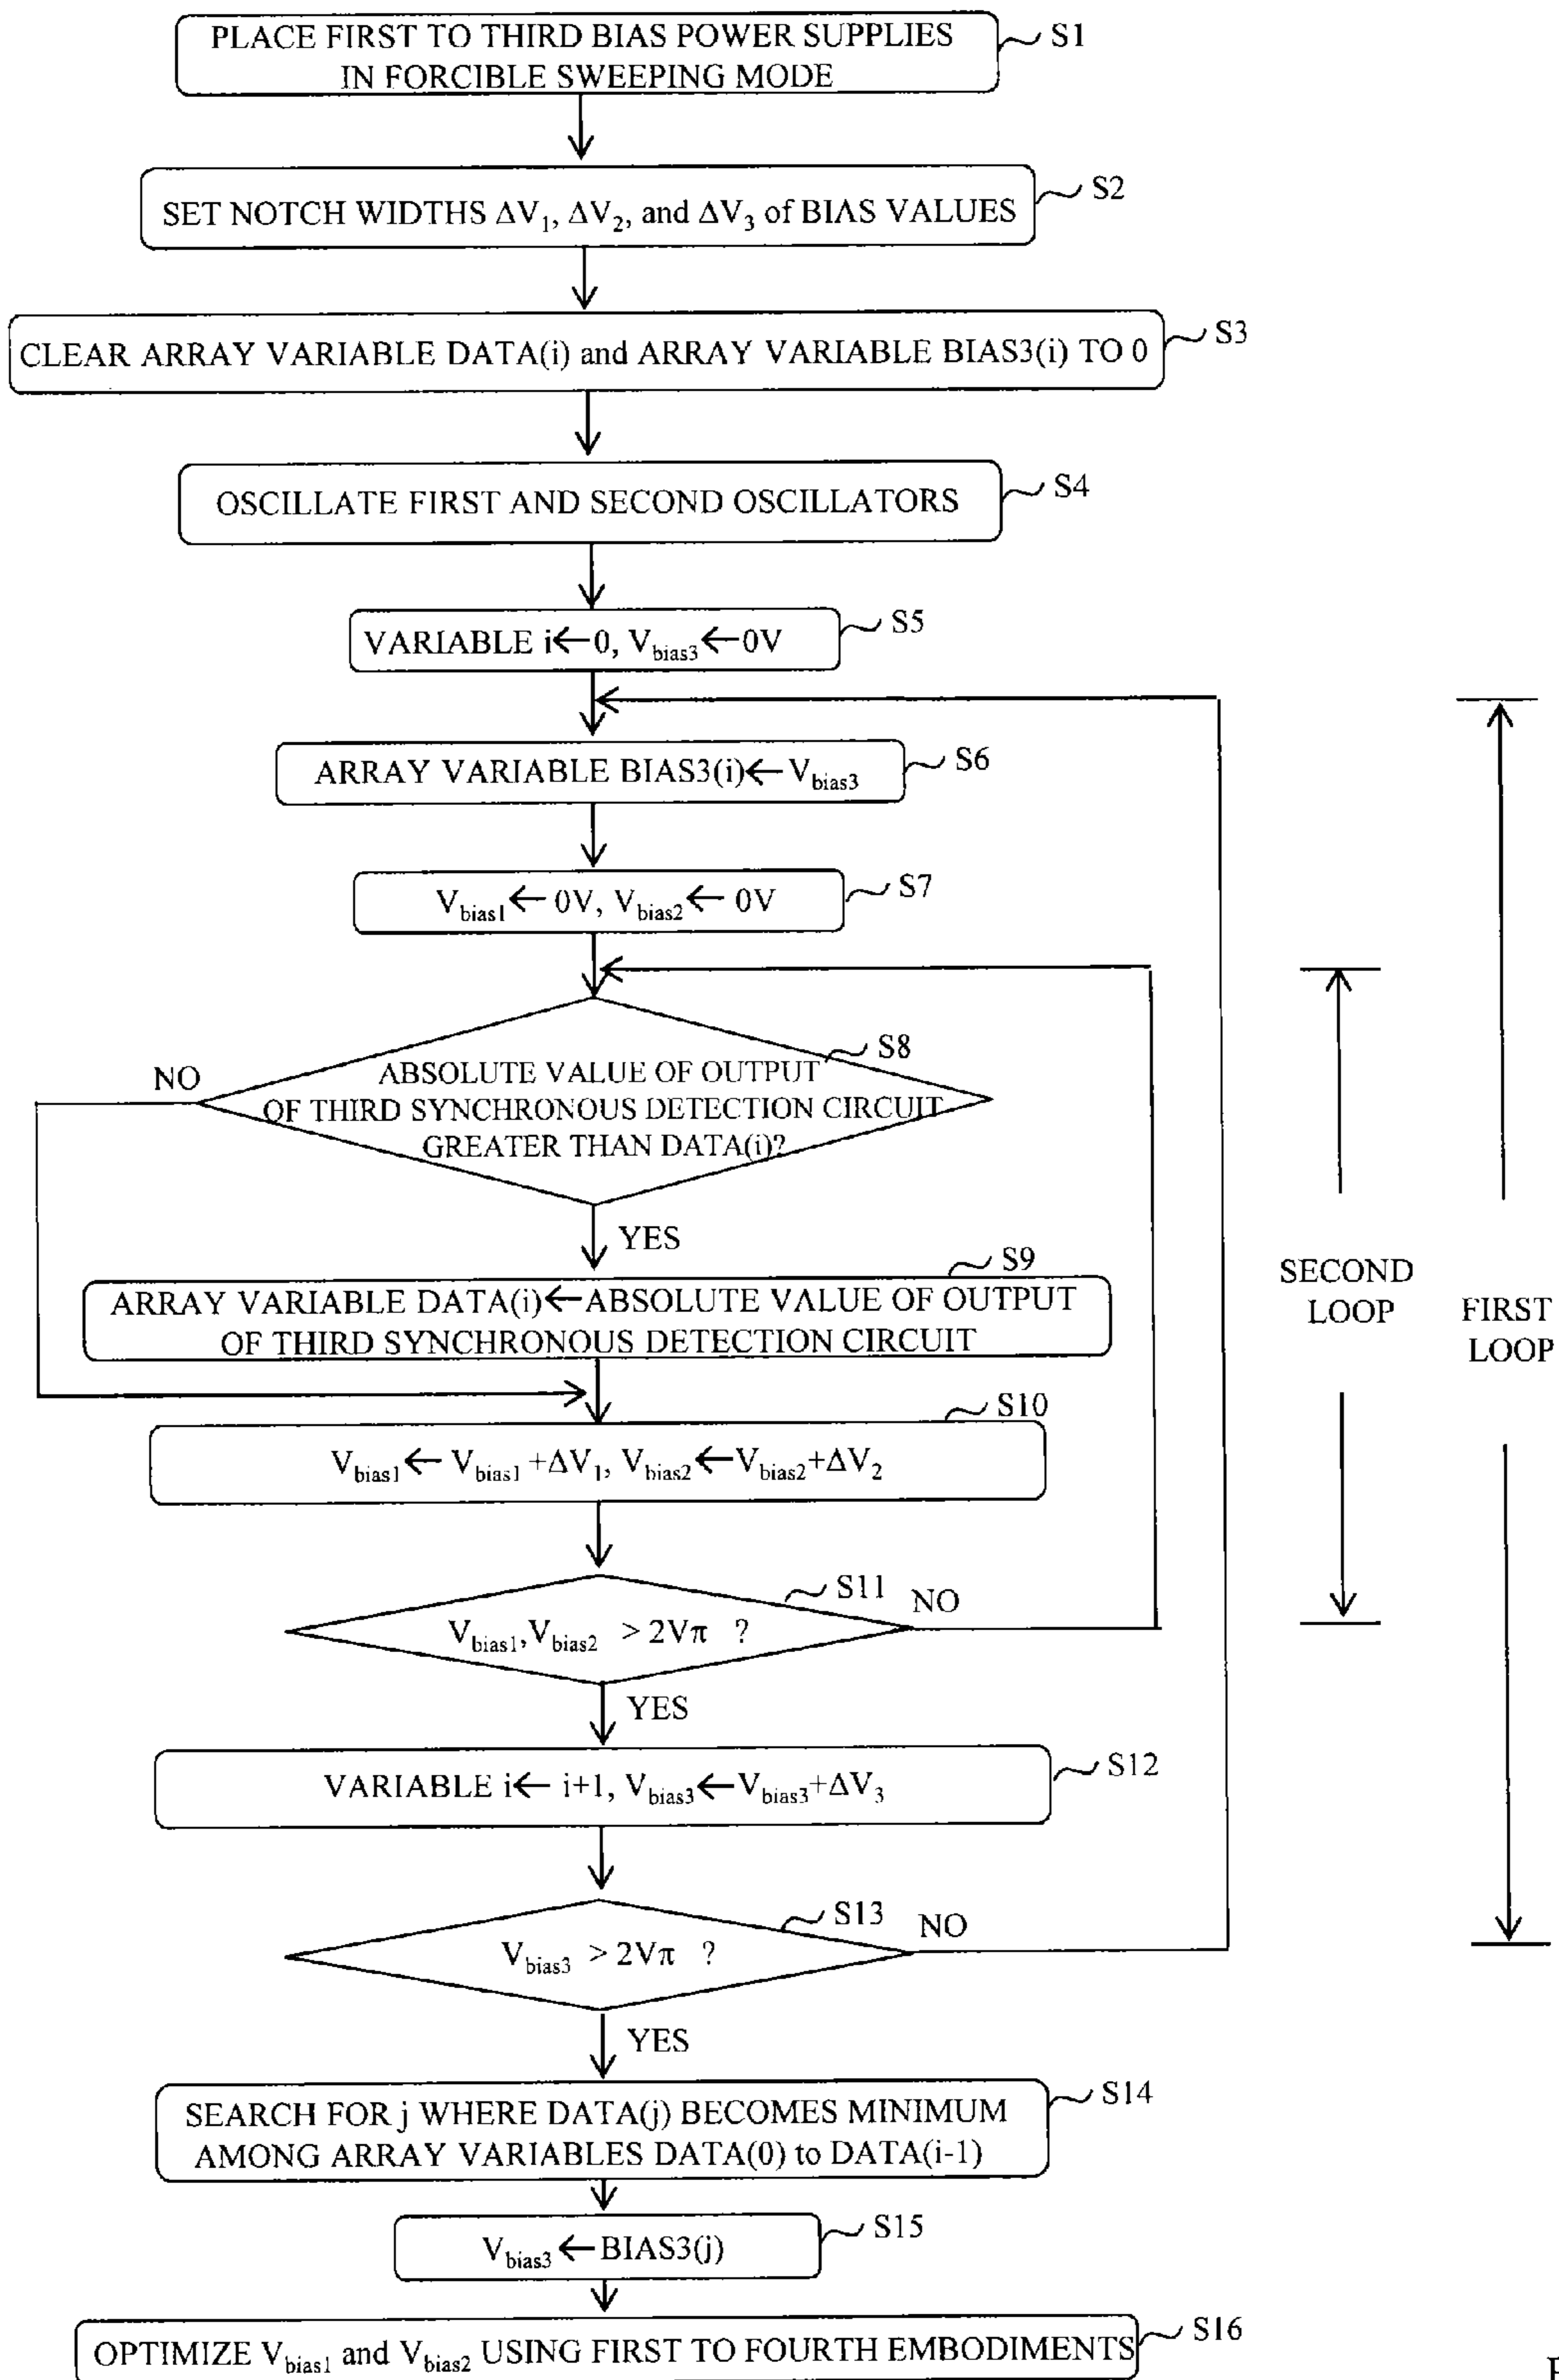 PLACE FIRST TO THIRD BIAS POWER SUPPLIES
IN FORCIBLE SWEEPING MODE
S1
SET NOTCH WIDTHS ΔV1, ΔV2, and ΔV3 of BIAS VALUES
S2
CLEAR ARRAY VARIABLE DATA(i) and ARRAY VARIABLE BIAS3(i) TO 0
S3
OSCILLATE FIRST AND SECOND OSCILLATORS
S4
VARIABLE i←0, Vbias3←0V
S5
ARRAY VARIABLE BIAS3(i)←Vbias3
S6
Vbias1← 0V, Vbias2← 0V
S7
S8
NO
ABSOLUTE VALUE OF OUTPUT
OF THIRD SYNCHRONOUS DETECTION CIRCUIT
GREATER THAN DATA(i)?
YES
S9
ARRAY VARIABLE DATA(i)←ABSOLUTE VALUE OF OUTPUT
OF THIRD SYNCHRONOUS DETECTION CIRCUIT
SECOND
LOOP
FIRST
LOOP
S10
Vbias1← Vbias1 +ΔV1, Vbias2←Vbias2+ΔV2
S11
NO
Vbias1,Vbias2 > 2Vπ ?
YES
VARIABLE i← i+1, Vbias3←Vbias3+ΔV3
S12
S13
NO
Vbias3 > 2Vπ ?
YES
SEARCH FOR j WHERE DATA(j) BECOMES MINIMUM
AMONG ARRAY VARIABLES DATA(0) to DATA(i-1)
S14
Vbias3←BIAS3(j)
S15
OPTIMIZE Vbias1 and Vbias2 USING FIRST TO FOURTH EMBODIMENTS
S16